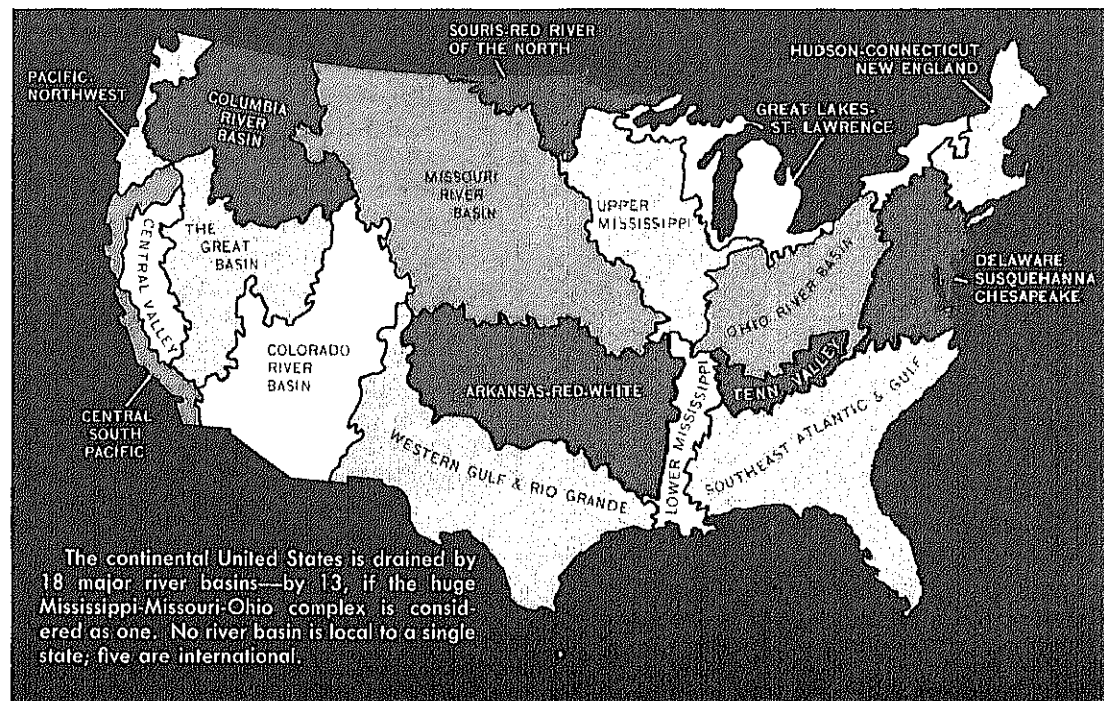 SOURIS-RED RIVER
OF THE NORTH
HUDSON-CONNECTICUT
NEW ENGLAND
PACIFIC
NORTHWEST
COLUMBIA
RIVER
BASIN
GREAT LAKES-
ST. LAWRENCE
MISSOURI
RIVER
BASIN
UPPER
MISSISSIPPI
THE
GREAT
BASIN
CENTRAL VALLEY
OHIO RIVER BASIN
DELAWARE
SUSQUEHANNA
CHESAPEAKE
COLORADO
RIVER
BASIN
ARKANSAS-RED-WHITE
TENN. VALLEY
CENTRAL
SOUTH
PACIFIC
WESTERN GULF & RIO GRANDE
LOWER MISSISSIPPI
SOUTHEAST ATLANTIC & GULF
The continental United States is drained by
18 major river basins—by 13, if the huge
Mississippi-Missouri-Ohio complex is consid-
ered as one. No river basin is local to a single
state; five are international.